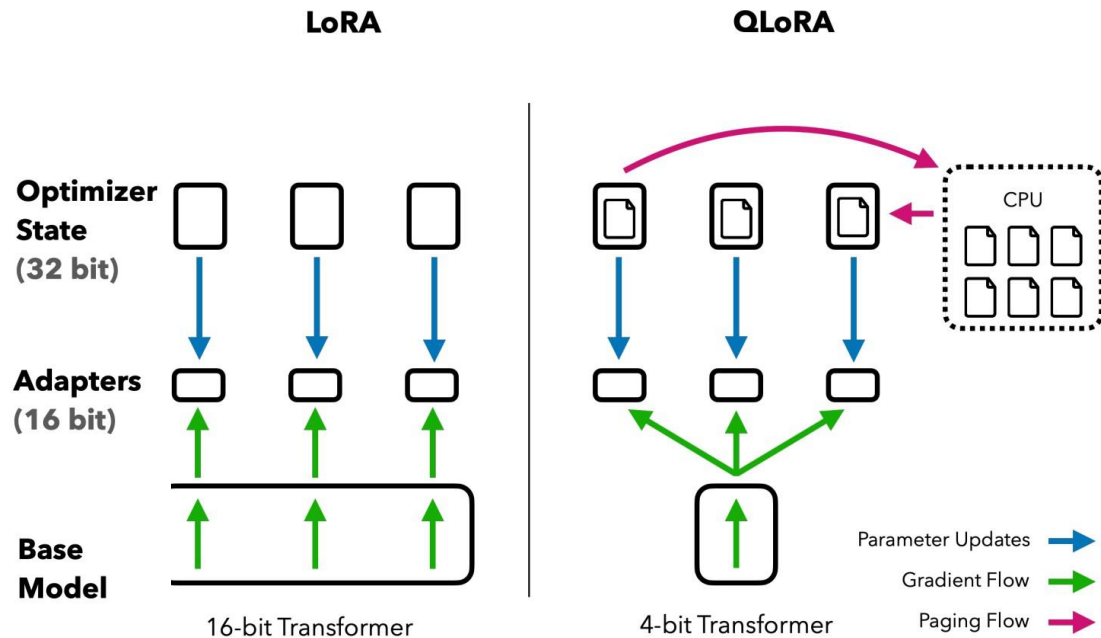 LoRA
QLoRA
Optimizer
State
(32 bit)
CPU
Adapters
(16 bit)
Base
Model
16-bit Transformer
4-bit Transformer
Parameter Updates
Gradient Flow
Paging Flow